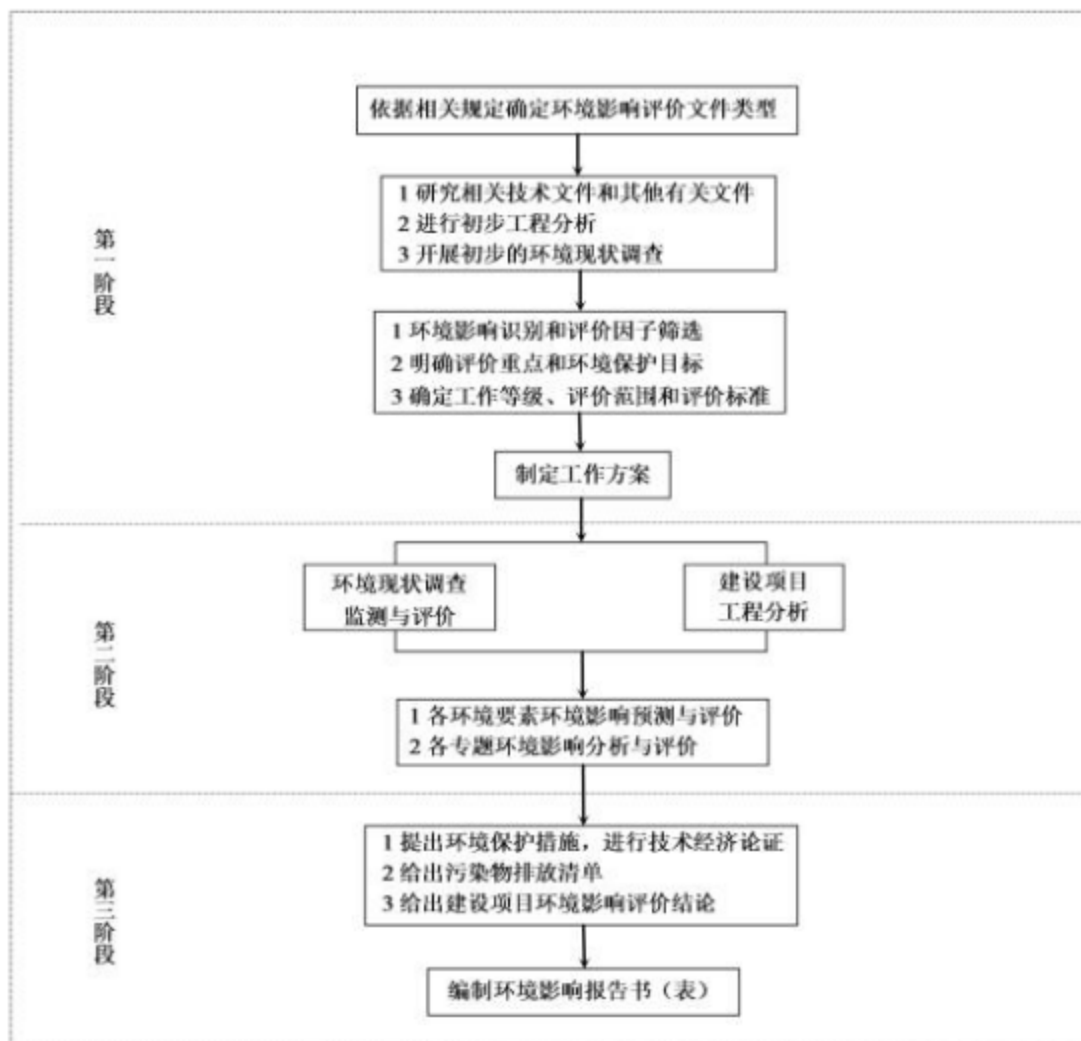 依据相关规定确定环境影响评价文件类型
1 研究相关技术文件和其他有关文件
2 进行初步工程分析
3 开展初步的环境现状调查
第一阶段
1 环境影响识别和评价因子筛选
2 明确评价重点和环境保护目标
3 确定工作等级、评价范围和评价标准
制定工作方案
环境现状调查
监测与评价
建设项目
工程分析
第二阶段
1 各环境要素环境影响预测与评价
2 各专题环境影响分析与评价
1 提出环境保护措施，进行技术经济论证
2 给出污染物排放清单
3 给出建设项目环境影响评价结论
第三阶段
编制环境影响报告书（表）